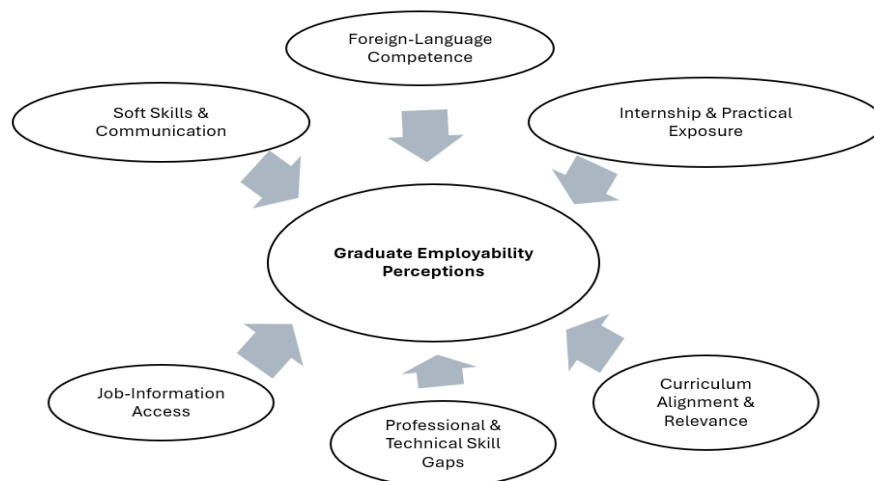 Foreign-Language
Competence
Soft Skills &
Communication
Internship & Practical
Exposure
Graduate Employability
Perceptions
Job-Information
Access
Professional &
Technical Skill
Gaps
Curriculum
Alignment &
Relevance